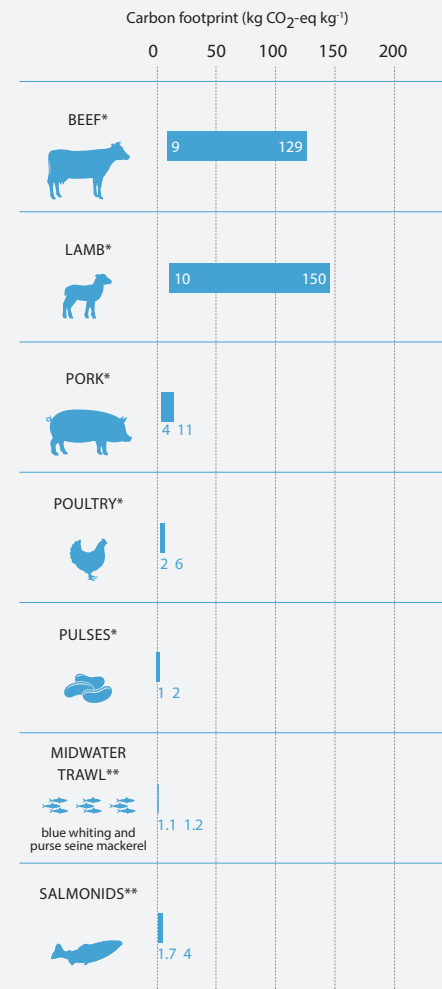 Carbon footprint (kg CO2-eq kg-1)
0 50 100 150 200
BEEF*
9 129
LAMB*
10 150
PORK*
4 11
POULTRY*
2 6
PULSES*
1 2
MIDWATER
TRAWL**
1.1 1.2
blue whiting and
purse seine mackerel
SALMONIDS**
1.7 4